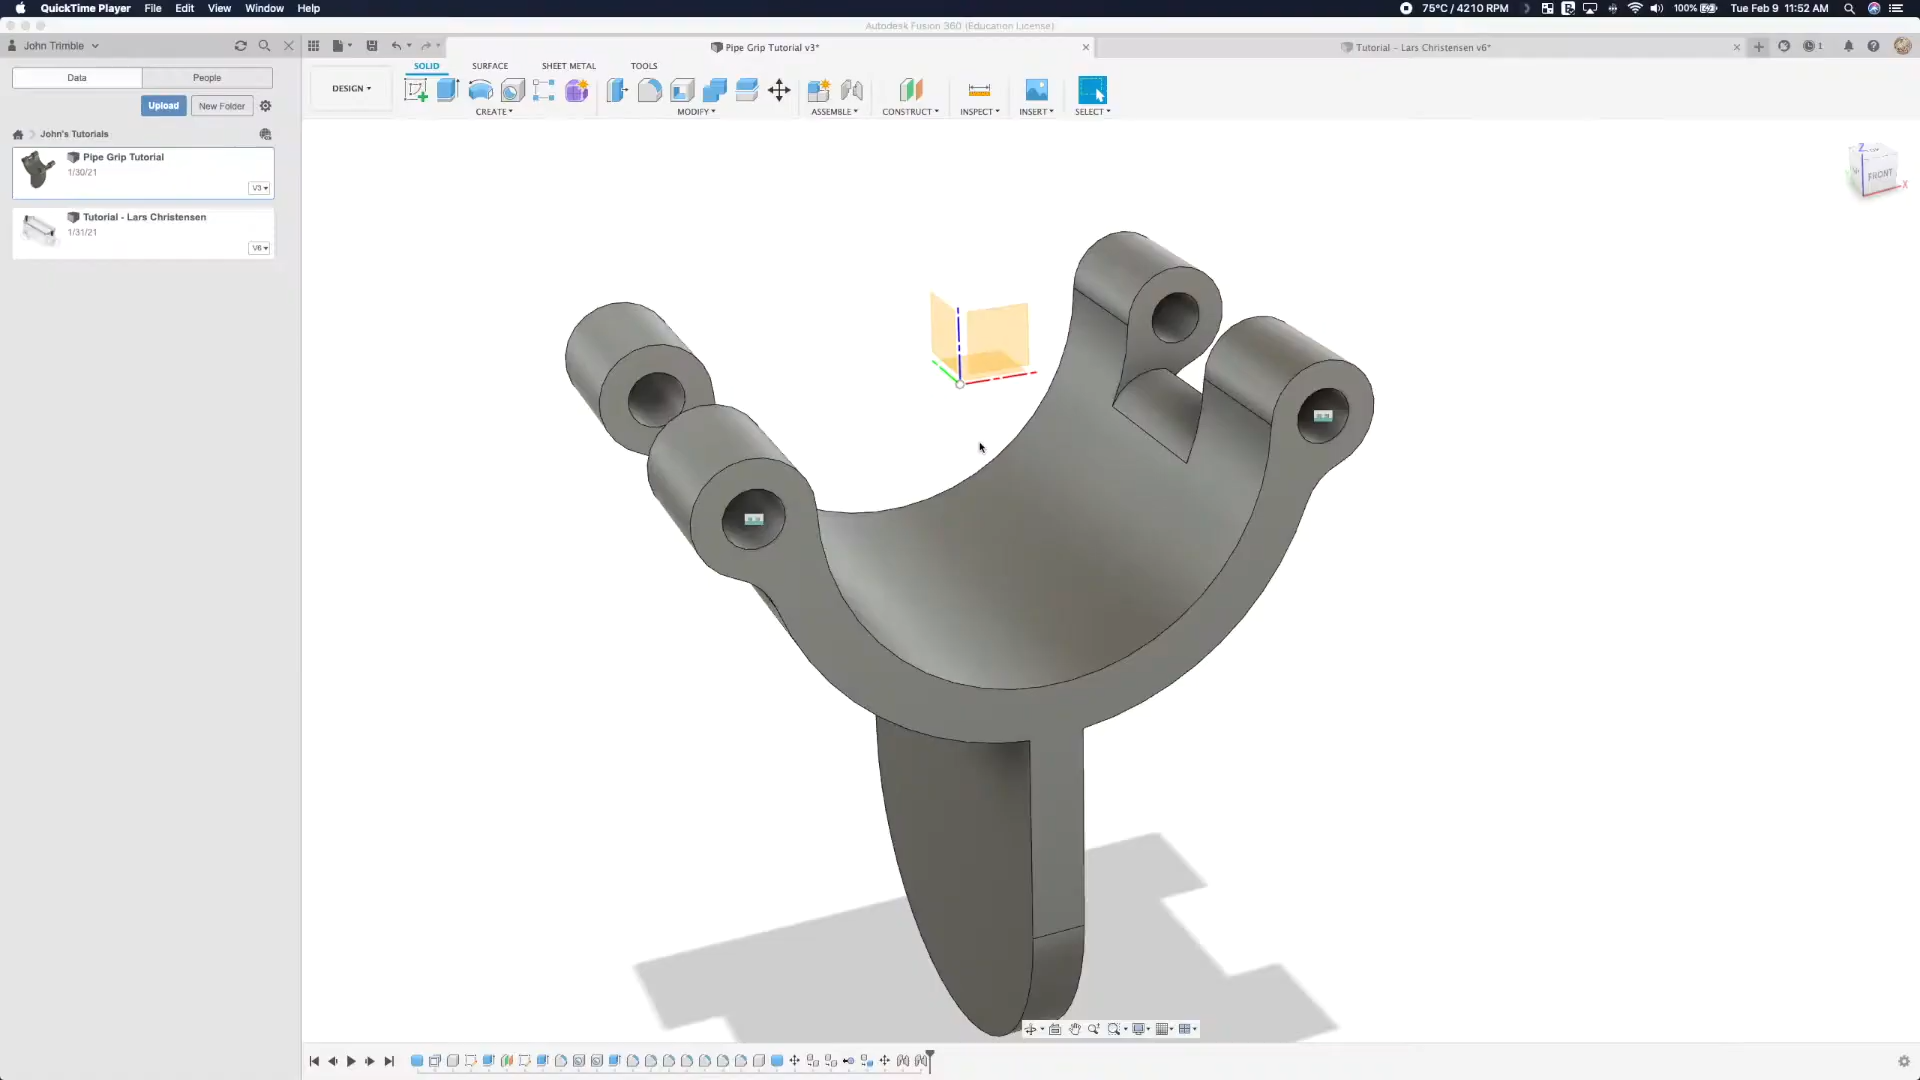 QuickTime Player File Edit View Window Help
75°C / 4210 RPM 100% Tue Feb 9 11:52 AM
Autodesk Fusion 360 (Education License)
John Trimble
Pipe Grip Tutorial v3*
Tutorial – Lars Christensen v6*
1
SOLID SURFACE SHEET METAL TOOLS
Data People
DESIGN
Upload New Folder
CREATE MODIFY ASSEMBLE CONSTRUCT INSPECT INSERT SELECT
John's Tutorials
Pipe Grip Tutorial
1/30/21
V3
Tutorial - Lars Christensen
1/31/21
V6
Z
FRONT
X